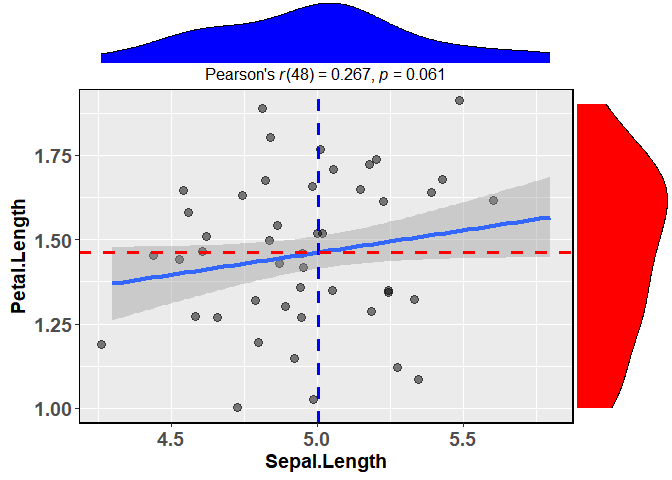 Pearson's r(48) = 0.267, p = 0.061
Petal.Length
1.75
1.50
1.25
1.00
4.5 5.0 5.5
Sepal.Length